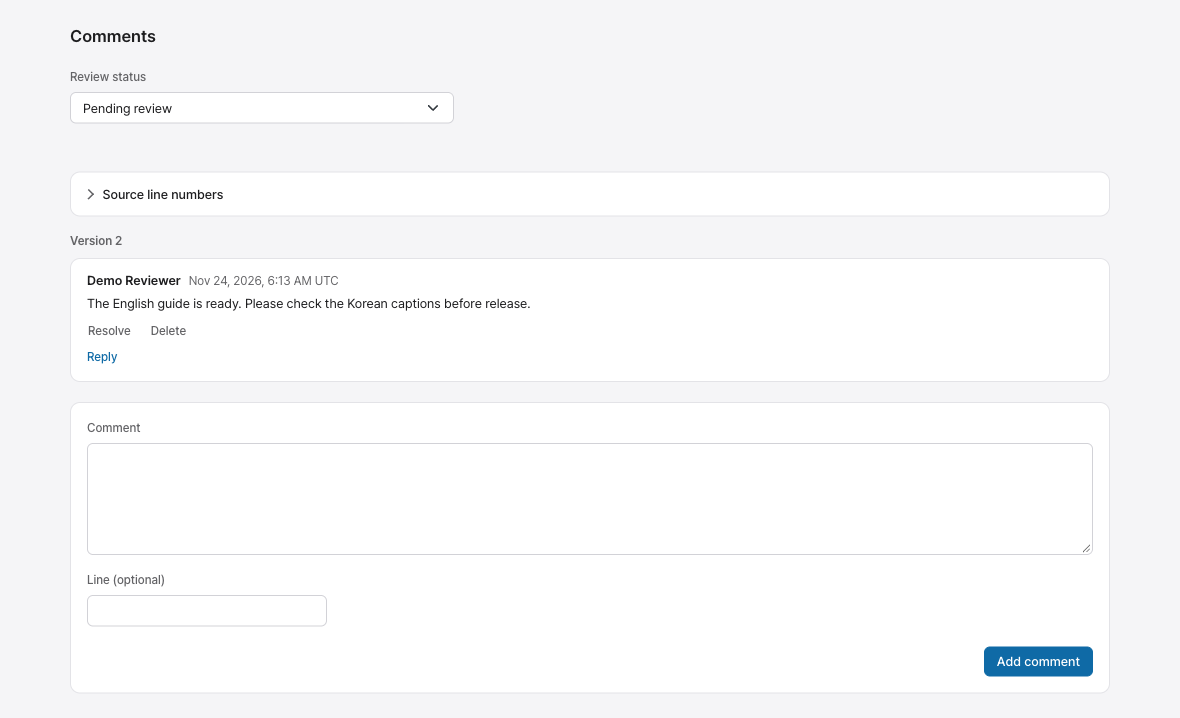 Comments
Review status
Pending review
Source line numbers
Version 2
Demo Reviewer Nov 24, 2026, 6:13 AM UTC
The English guide is ready. Please check the Korean captions before release.
Resolve Delete
Reply
Comment
Line (optional)
Add comment